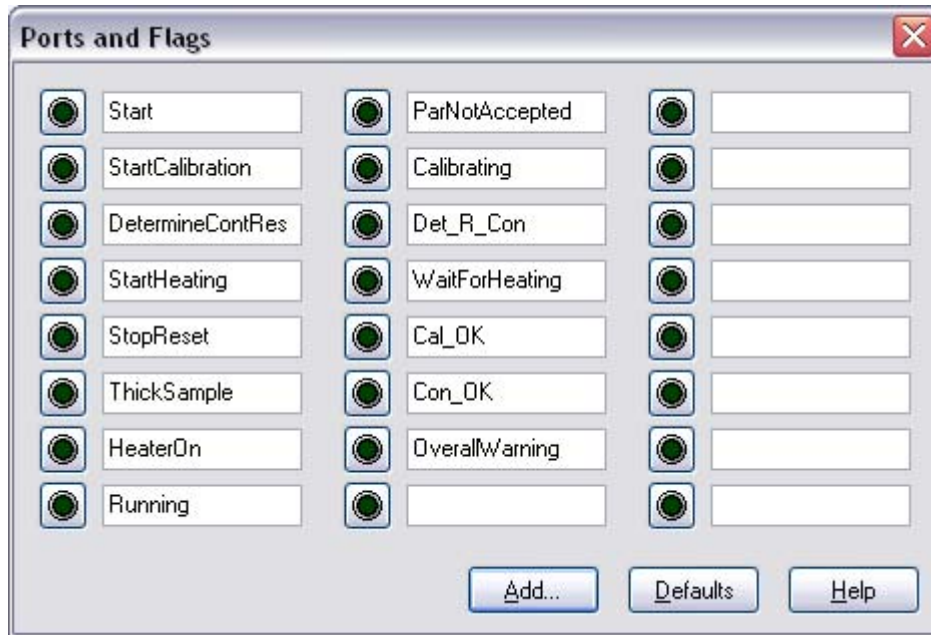 Ports and Flags
Start
ParNotAccepted
StartCalibration
Calibrating
DetermineContRes
Det_R_Con
StartHeating
WaitForHeating
StopReset
Cal_OK
ThickSample
Con_OK
HeaterOn
OverallWarning
Running
Add...
Defaults
Help